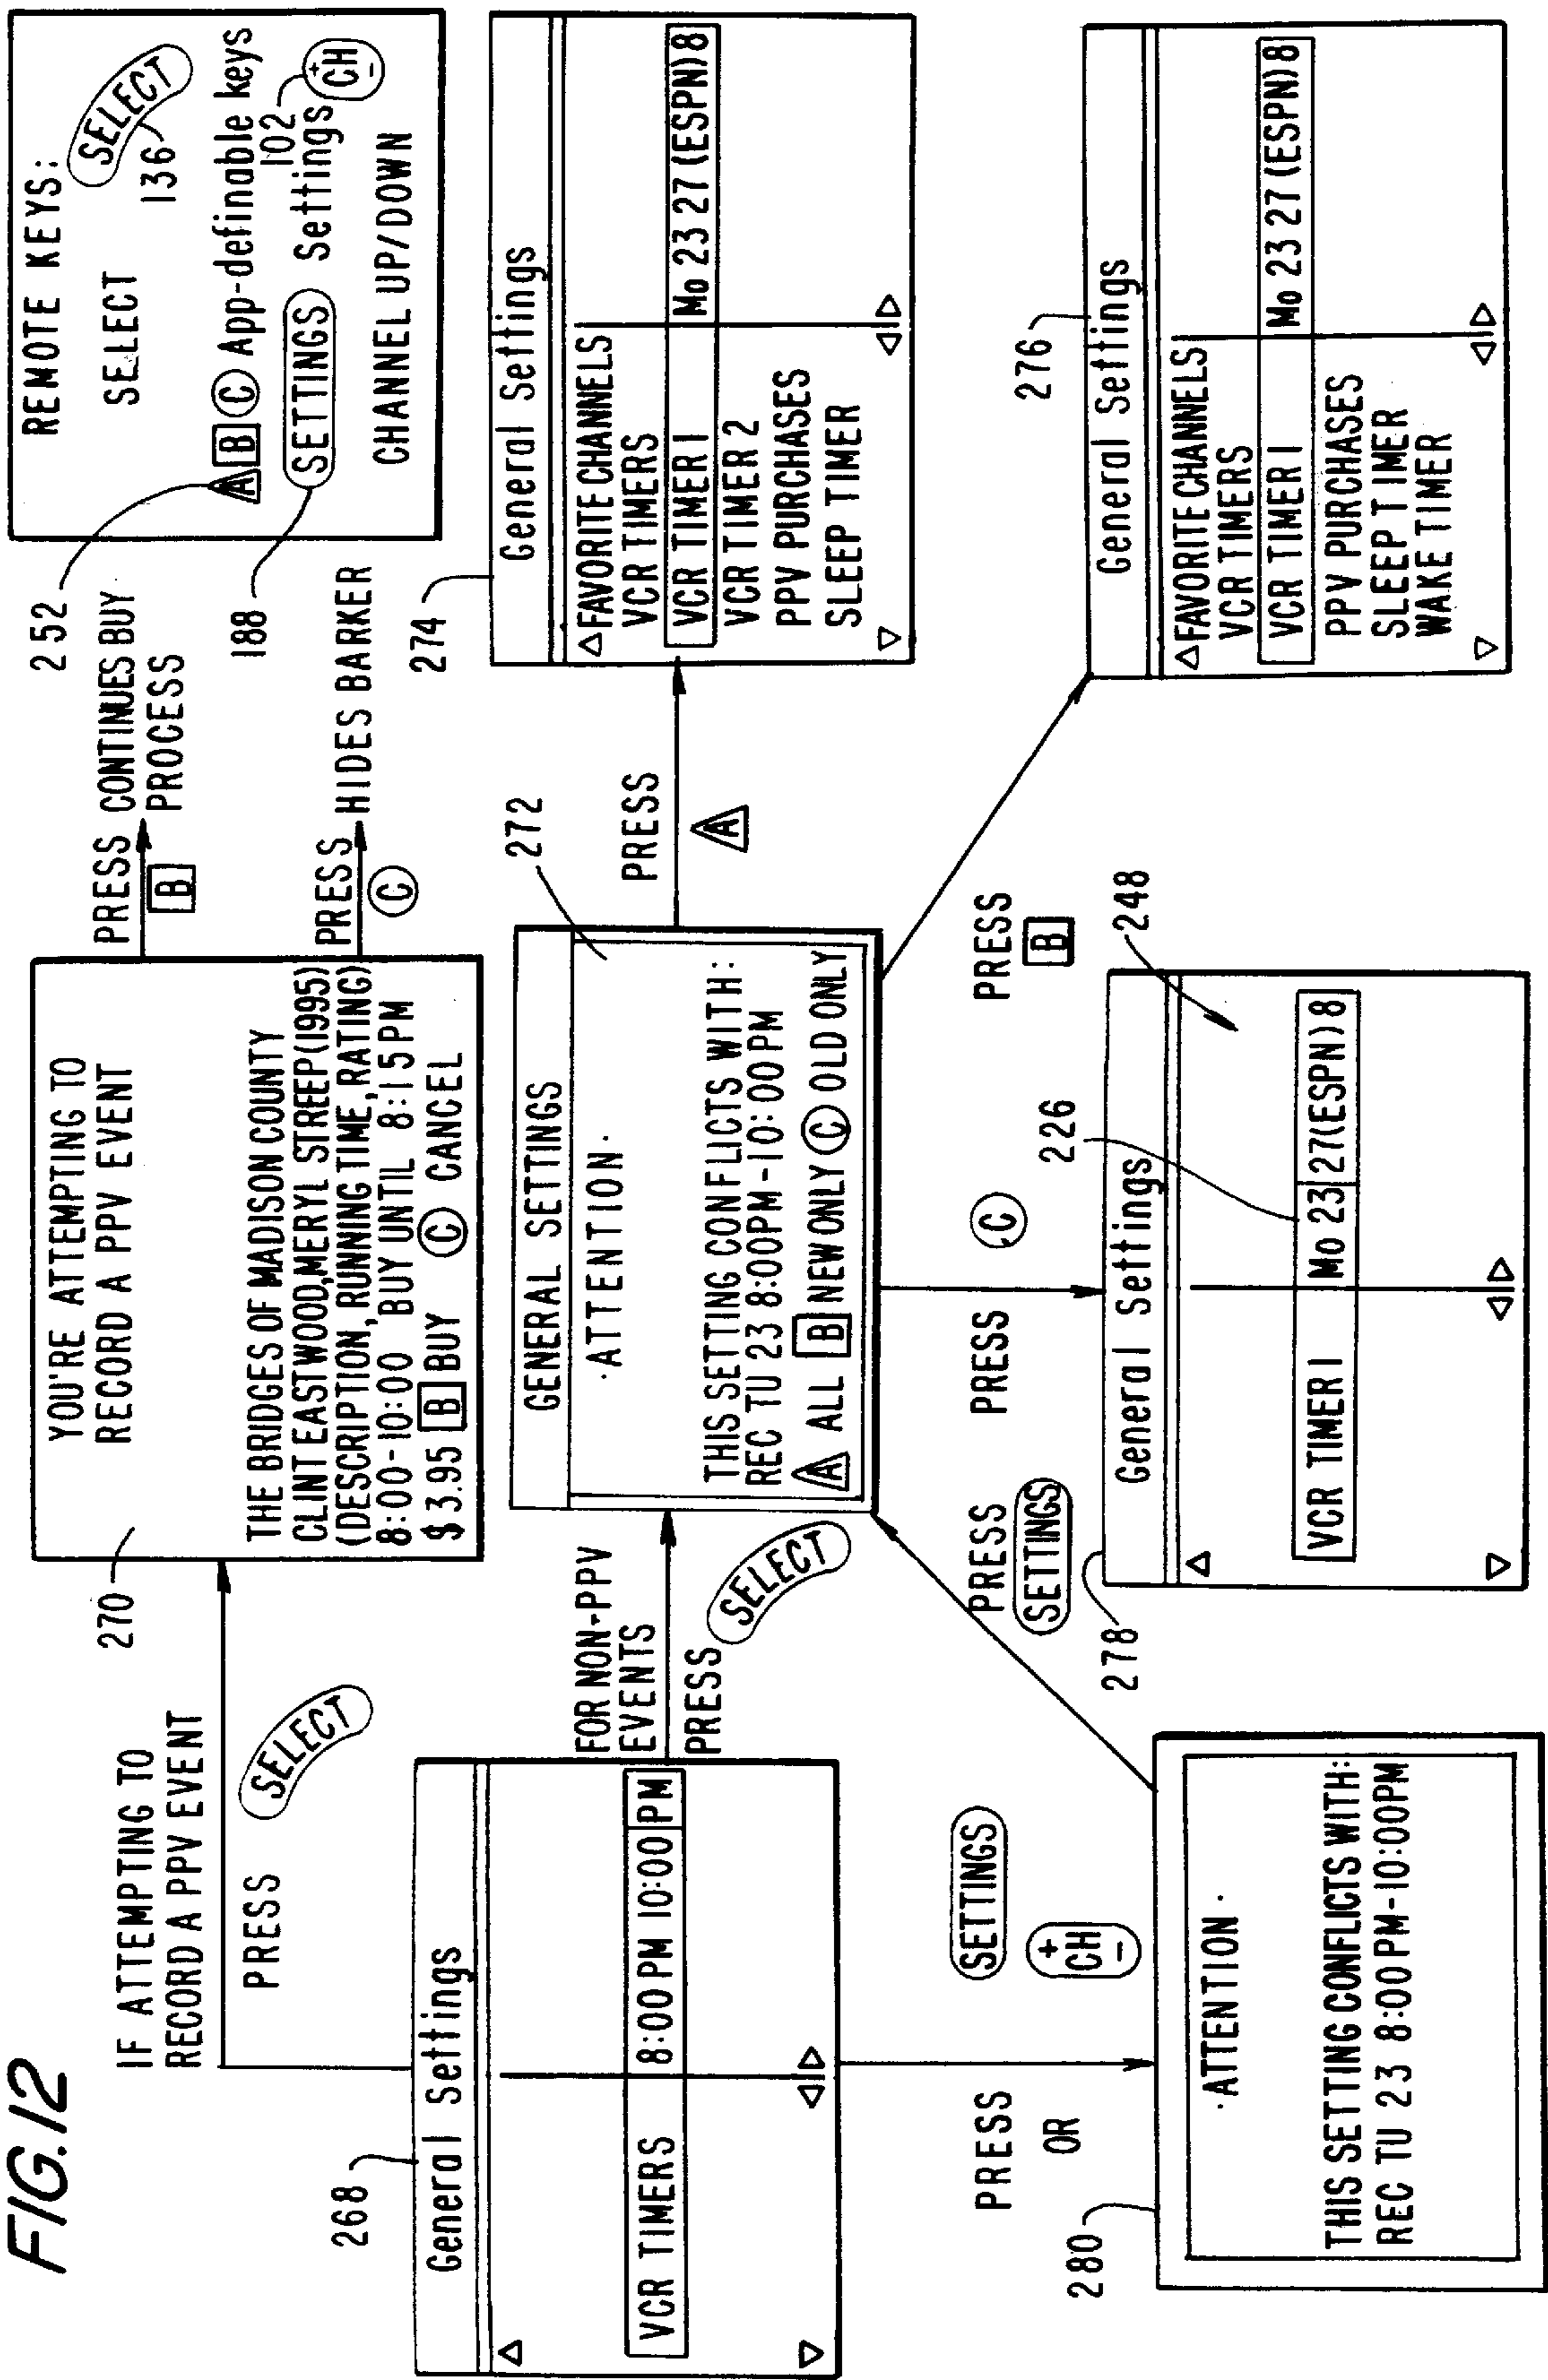 FIG.12
IF ATTEMPTING TO
RECORD A PPV EVENT
PRESS
SELECT
270
YOU'RE ATTEMPTING TO
RECORD A PPV EVENT
THE BRIDGES OF MADISON COUNTY
CLINT EASTWOOD,MERYL STREEP(1995)
(DESCRIPTION, RUNNING TIME, RATING)
8:00-10:00 BUY UNTIL 8:15PM
$3.95 B BUY C CANCEL
PRESS
B
CONTINUES BUY
PROCESS
PRESS
C
HIDES BARKER
REMOTE KEYS:
SELECT
SELECT
136
252
A B C App-definable keys
102
188
SETTINGS Settings
+
CH
-
CHANNEL UP/DOWN
268
General Settings
VCR TIMERS 8:00PM 10:00 PM
FOR NON-PPV
EVENTS
PRESS
SELECT
272
GENERAL SETTINGS
·ATTENTION·
THIS SETTING CONFLICTS WITH:
REC TU 23 8:00PM-10:00PM
A ALL B NEW ONLY C OLD ONLY
PRESS
A
274
General Settings
FAVORITE CHANNELS
VCR TIMERS
VCR TIMER 1 Mo 23 27 (ESPN) 8
VCR TIMER 2
PPV PURCHASES
SLEEP TIMER
PRESS
OR
SETTINGS
+
CH
-
280
·ATTENTION·
THIS SETTING CONFLICTS WITH:
REC TU 23 8:00PM-10:00PM
PRESS
SETTINGS
PRESS
C
PRESS
B
278
226
248
General Settings
VCR TIMER 1 Mo 23 27(ESPN) 8
276
General Settings
FAVORITE CHANNELS
VCR TIMERS
VCR TIMER 1 Mo 23 27 (ESPN) 8
PPV PURCHASES
SLEEP TIMER
WAKE TIMER